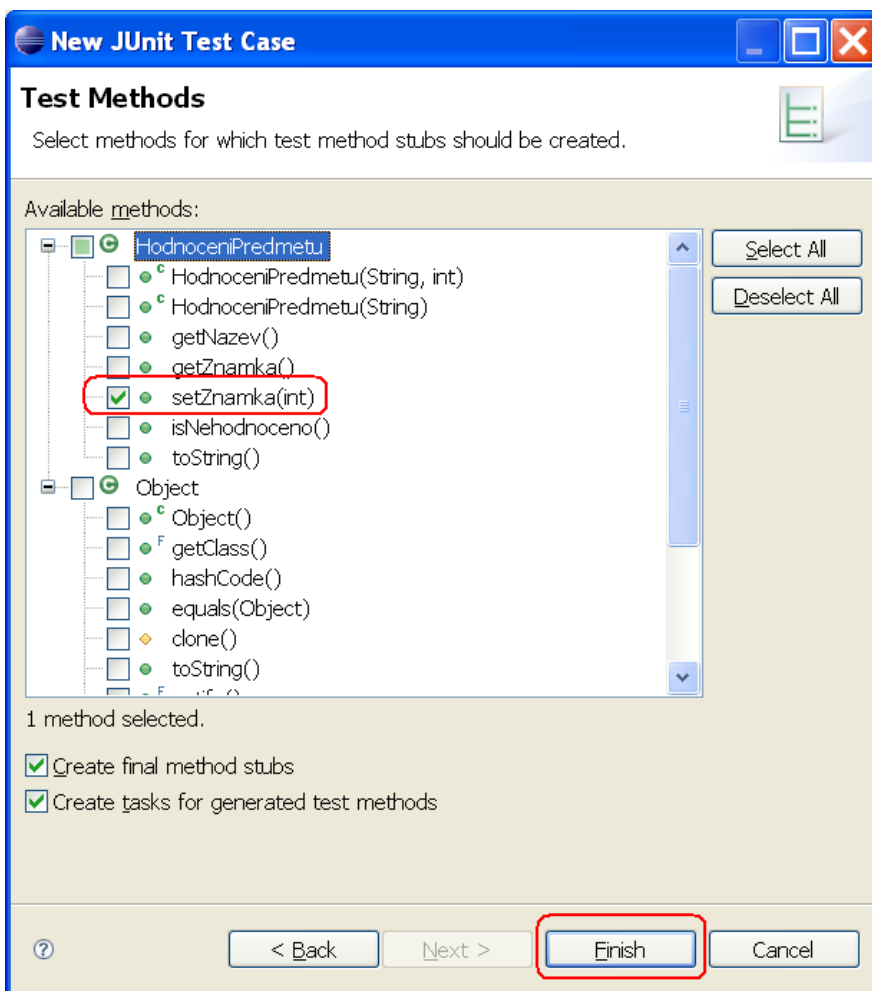 New JUnit Test Case
Test Methods
Select methods for which test method stubs should be created.
Available methods:
HodnoceniPredmetu
HodnoceniPredmetu(String, int)
HodnoceniPredmetu(String)
getNazev()
getZnamka()
setZnamka(int)
isNehodnoceno()
toString()
Object
Object()
getClass()
hashCode()
equals(Object)
clone()
toString()
Select All
Deselect All
1 method selected.
Create final method stubs
Create tasks for generated test methods
< Back
Next >
Finish
Cancel